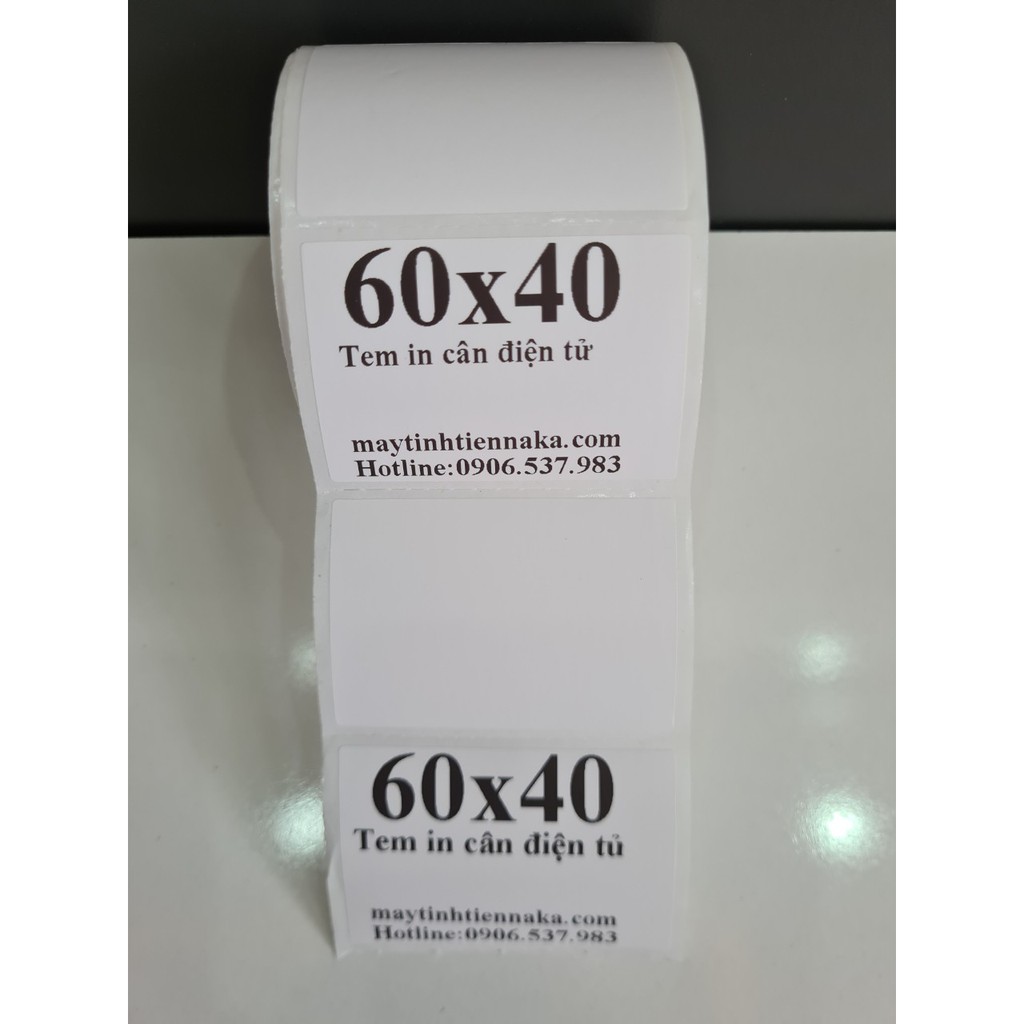 60x40
Tem in cân điện tử
maytinhtiennaka.com
Hotline:0906.537.983
60x40
Tem in cân điện tủ
maytinhtiennaka.com
Hotline:0906.537.983